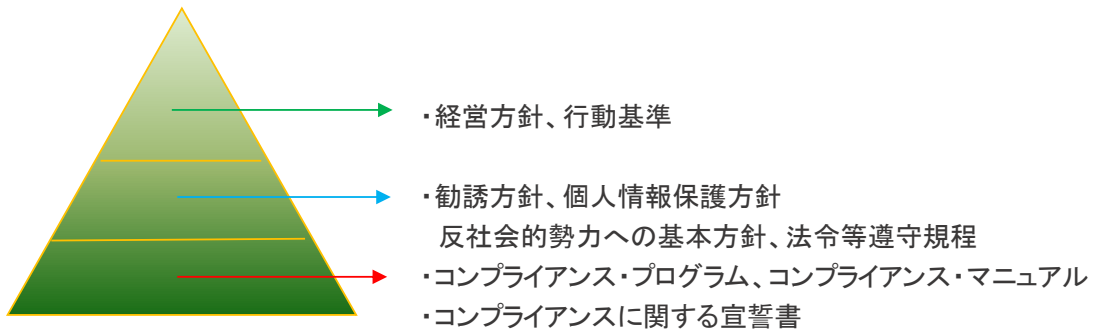 ・経営方針、行動基準
・勧誘方針、個人情報保護方針
反社会的勢力への基本方針、法令等遵守規程
・コンプライアンス・プログラム、コンプライアンス・マニュアル
・コンプライアンスに関する宣誓書